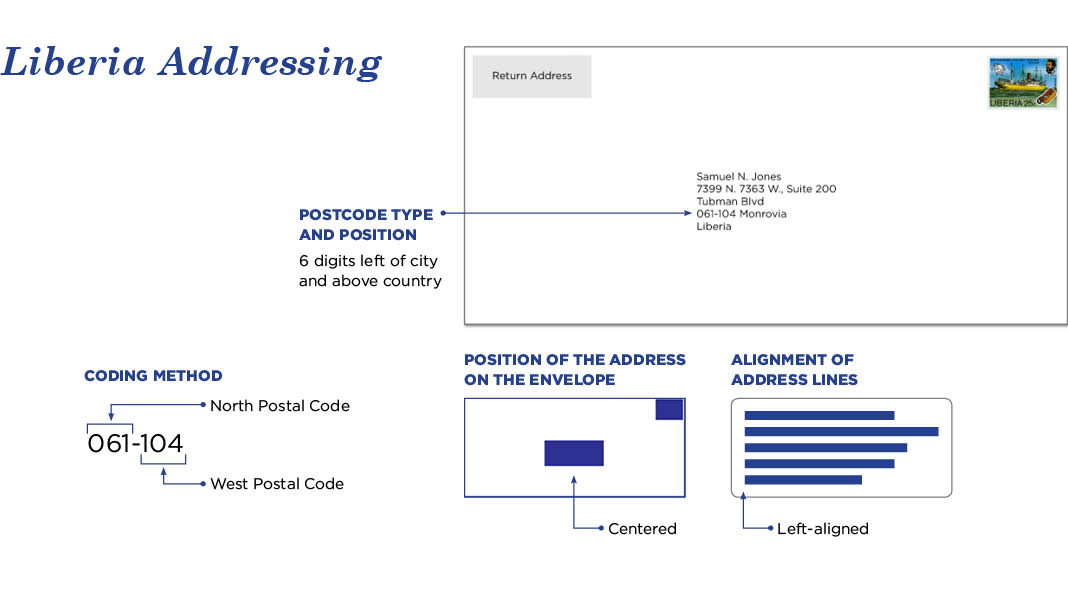 Liberia Addressing
Return Address
LIBERIA 25c
Samuel N. Jones
7399 N. 7363 W., Suite 200
Tubman Blvd
061-104 Monrovia
Liberia
POSTCODE TYPE
AND POSITION
6 digits left of city
and above country
CODING METHOD
North Postal Code
061-104
West Postal Code
POSITION OF THE ADDRESS
ON THE ENVELOPE
Centered
ALIGNMENT OF
ADDRESS LINES
Left-aligned